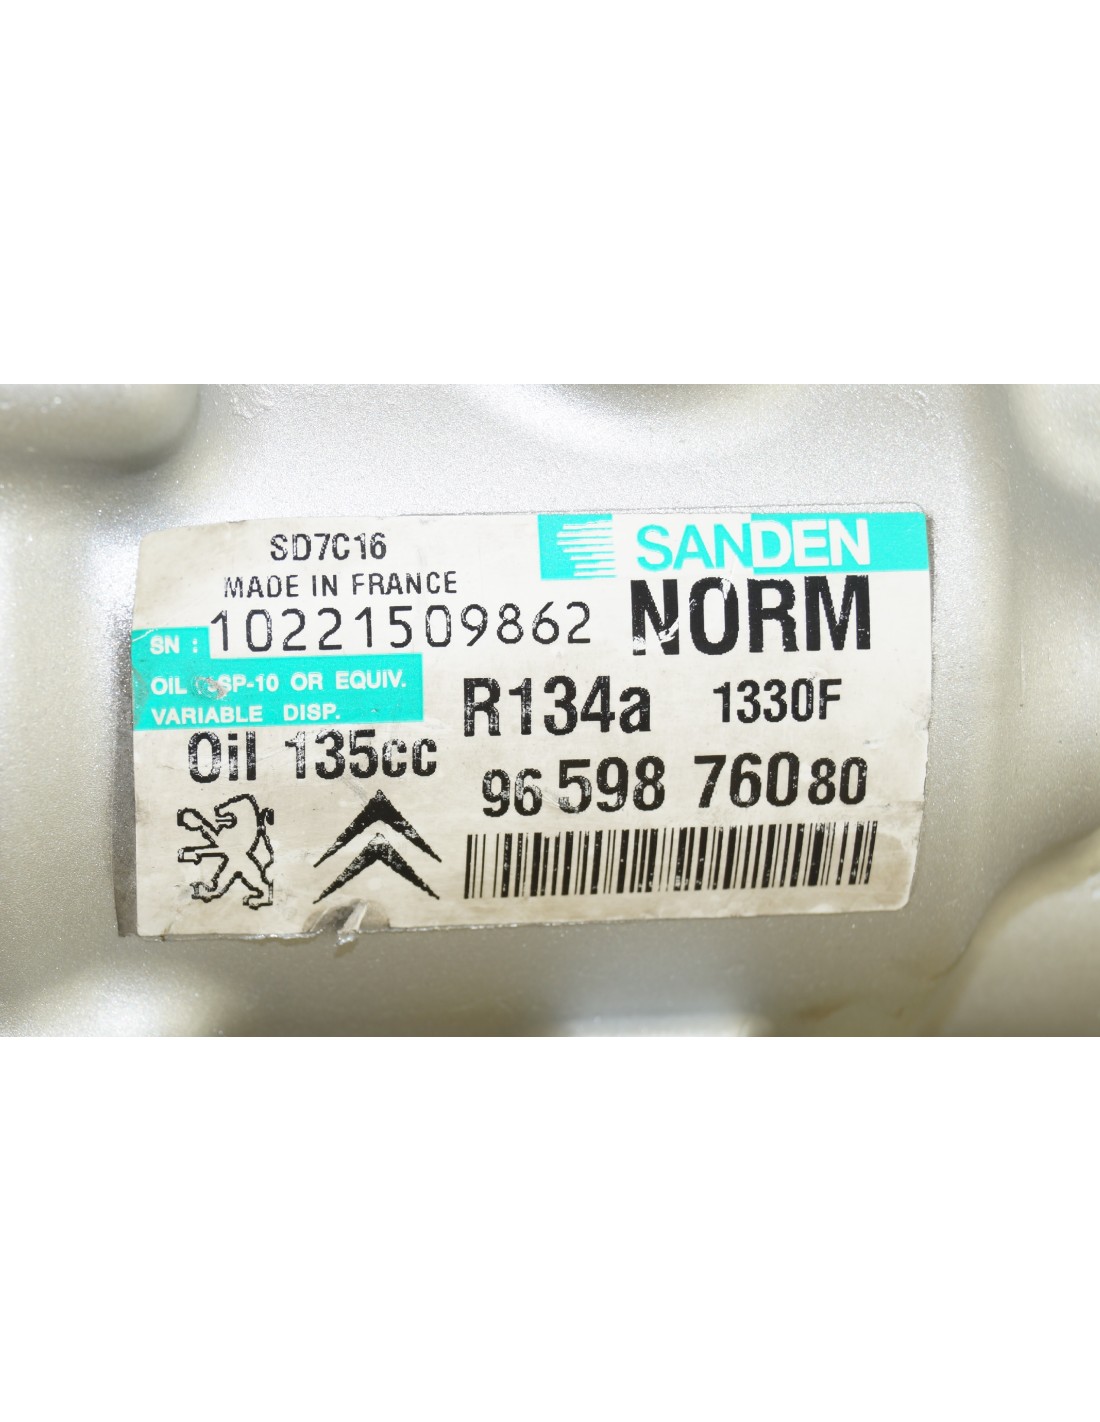 SD7C16
SANDEN
MADE IN FRANCE
SN : 10221509862
NORM
OIL SP-10 OR EQUIV.
VARIABLE DISP.
R134a 1330F
Oil 135cc
96 598 760 80